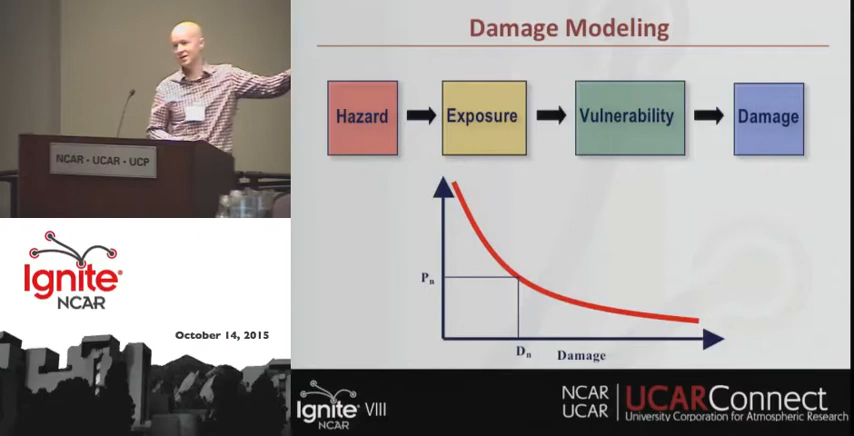 NCAR • UCAR • UCP
Ignite
NCAR
October 14, 2015
Damage Modeling
Hazard
Exposure
Vulnerability
Damage
Pn
Dn
Damage
Ignite VIII
NCAR
NCAR
UCAR
UCARConnect
University Corporation for Atmospheric Research